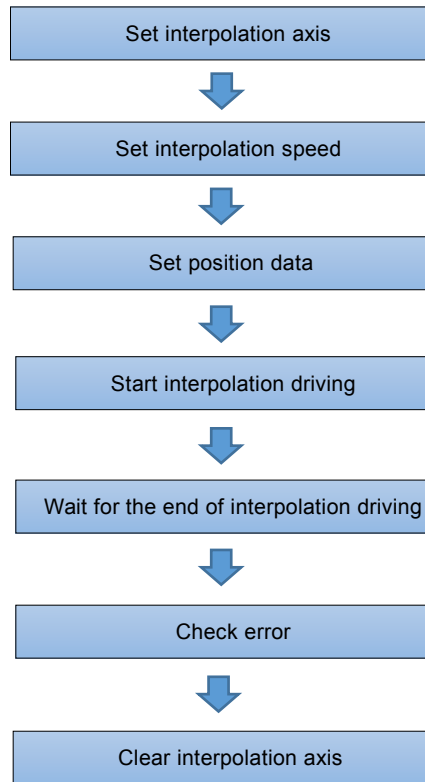 Set interpolation axis
Set interpolation speed
Set position data
Start interpolation driving
Wait for the end of interpolation driving
Check error
Clear interpolation axis